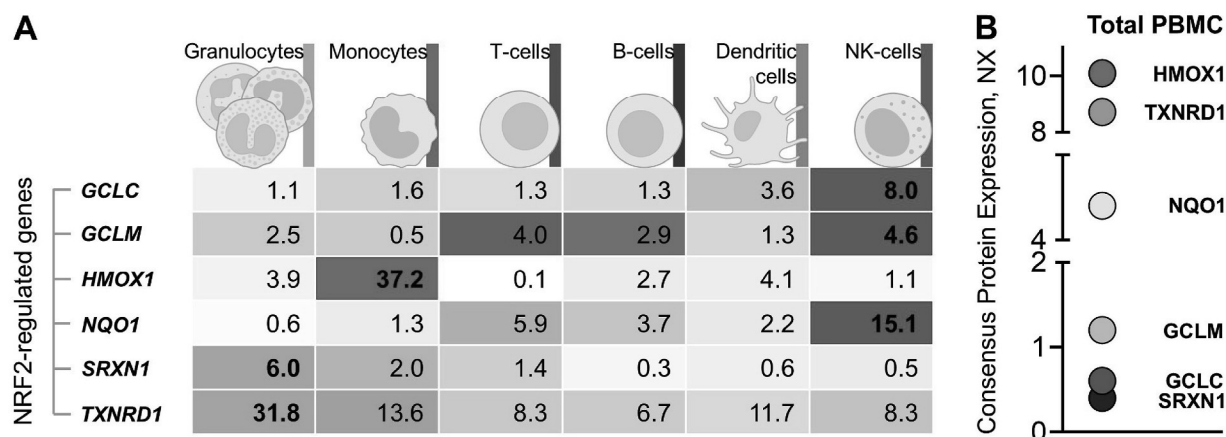 A
Granulocytes Monocytes T-cells B-cells Dendritic cells NK-cells
NRF2-regulated genes
GCLC 1.1 1.6 1.3 1.3 3.6 8.0
GCLM 2.5 0.5 4.0 2.9 1.3 4.6
HMOX1 3.9 37.2 0.1 2.7 4.1 1.1
NQO1 0.6 1.3 5.9 3.7 2.2 15.1
SRXN1 6.0 2.0 1.4 0.3 0.6 0.5
TXNRD1 31.8 13.6 8.3 6.7 11.7 8.3
B
Total PBMC
Consensus Protein Expression, NX
10
8
4
2
1
0
HMOX1
TXNRD1
NQO1
GCLM
GCLC
SRXN1